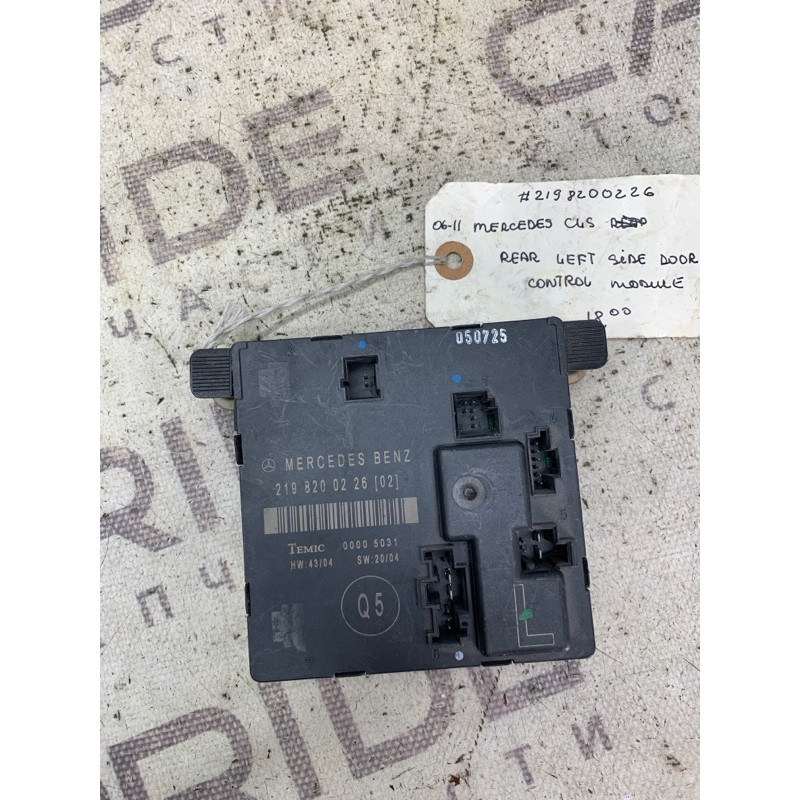 #2198200226
06-11 MERCEDES CLS
REAR LEFT SIDE DOOR
CONTROL MODULE
050725
MERCEDES BENZ
219 820 02 26 [02]
TEMIC 0000 5031
HW:43/04 SW:20/04
Q5
L